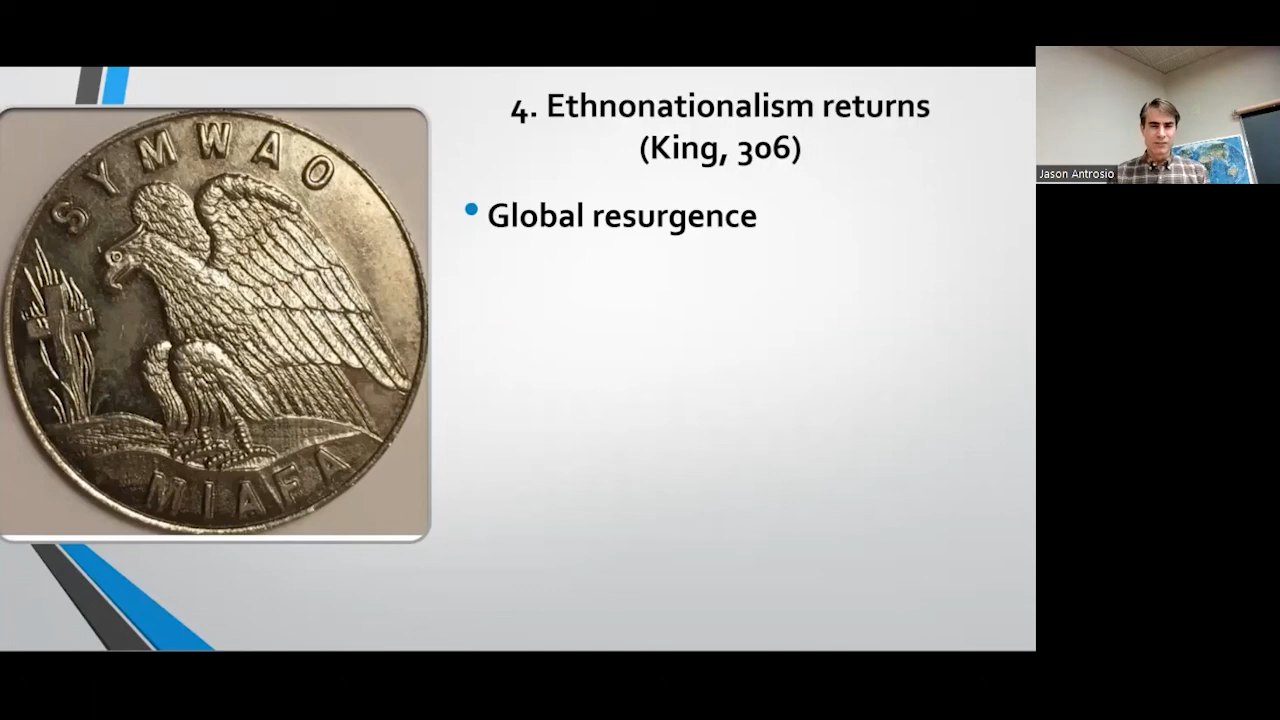 4. Ethnonationalism returns
(King, 306)
• Global resurgence
SYMWAO
MIAFA
Jason Antrosio